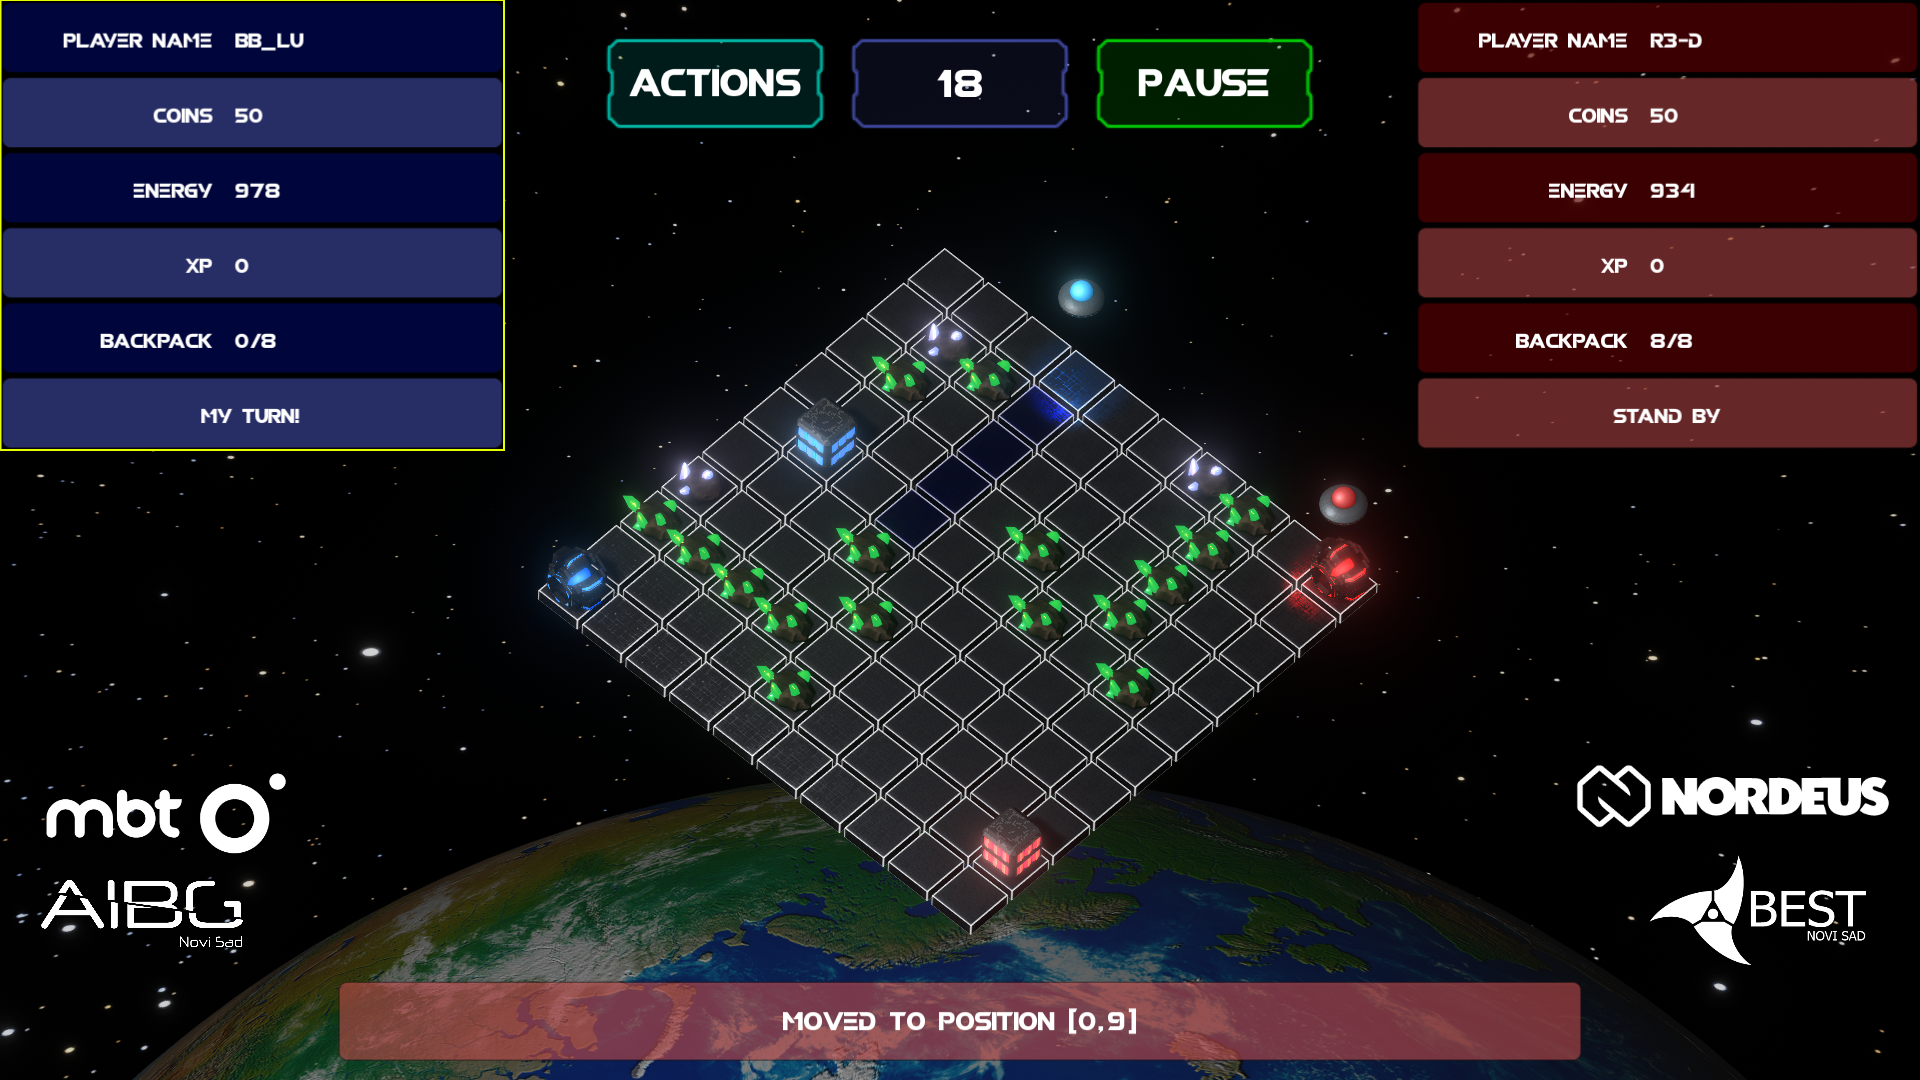 PLAYER NAME BB_LU
COINS 50
ENERGY 978
XP 0
BACKPACK 0/8
MY TURN!
ACTIONS
18
PAUSE
PLAYER NAME R3-D
COINS 50
ENERGY 934
XP 0
BACKPACK 8/8
STAND BY
mbt
AIBG
Novi Sad
NORDEUS
BEST
NOVI SAD
MOVED TO POSITION [0,9]